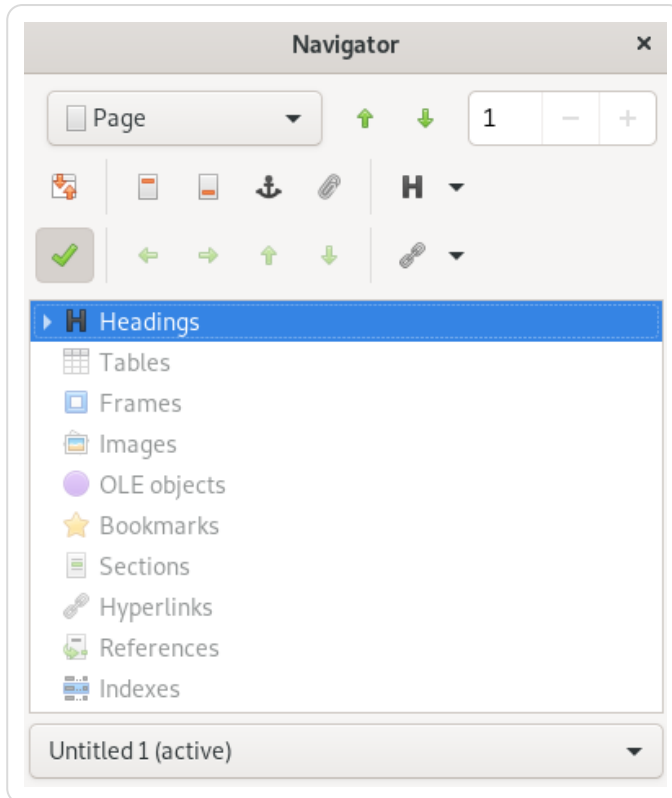 Navigator
Page
1
Headings
Tables
Frames
Images
OLE objects
Bookmarks
Sections
Hyperlinks
References
Indexes
Untitled 1 (active)